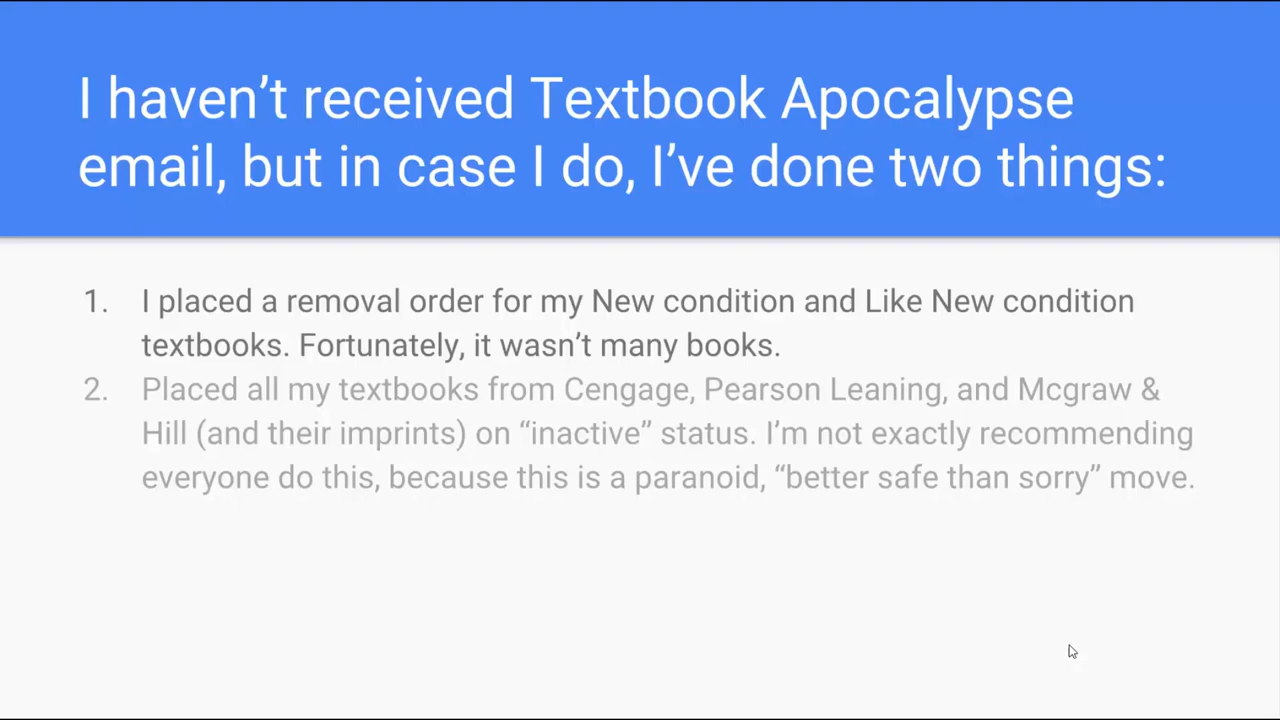 I haven’t received Textbook Apocalypse
email, but in case I do, I’ve done two things:
1. I placed a removal order for my New condition and Like New condition
textbooks. Fortunately, it wasn’t many books.
2. Placed all my textbooks from Cengage, Pearson Leaning, and Mcgraw &
Hill (and their imprints) on “inactive” status. I’m not exactly recommending
everyone do this, because this is a paranoid, “better safe than sorry” move.